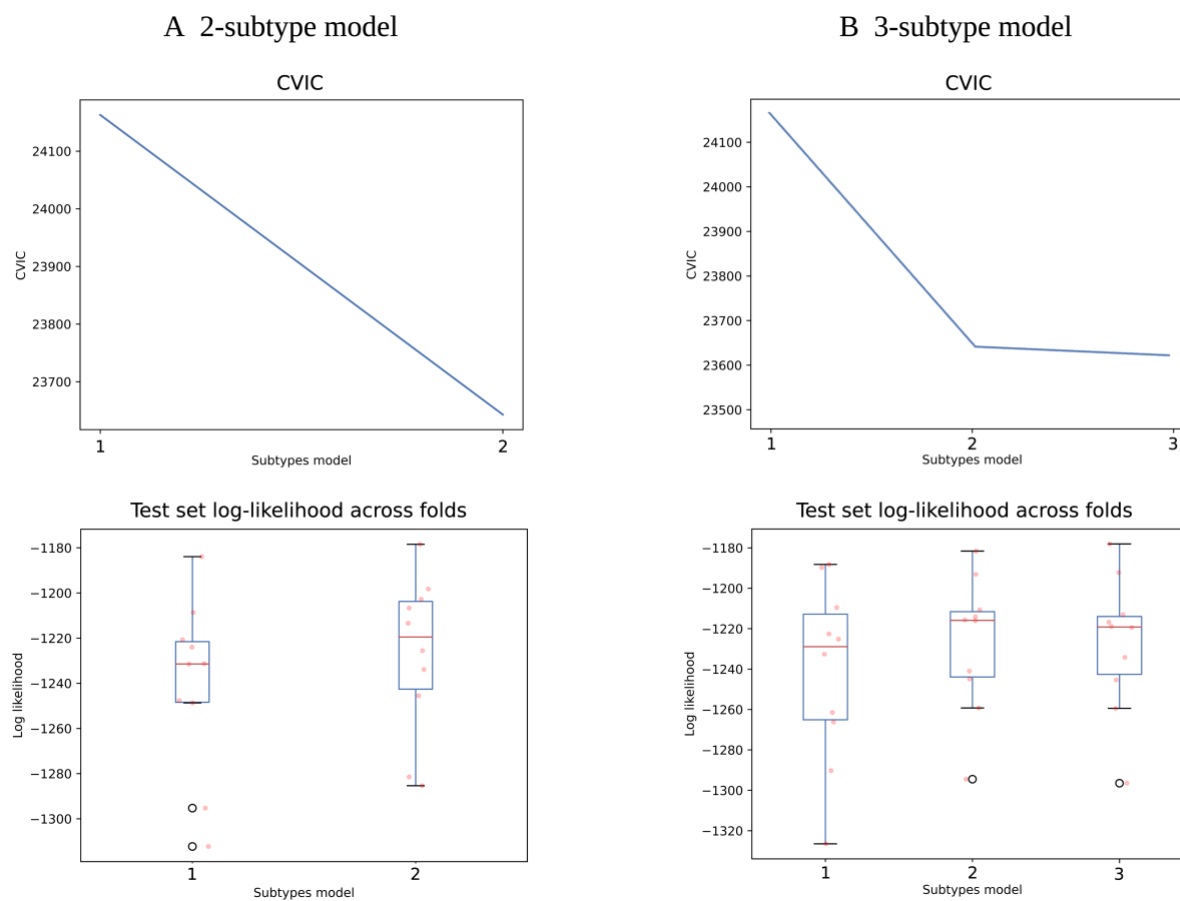 A 2-subtype model
CVIC
24100
24000
23900
23800
23700
CVIC
1
2
Subtypes model
Test set log-likelihood across folds
−1180
−1200
−1220
−1240
−1260
−1280
−1300
Log likelihood
1
2
Subtypes model
B 3-subtype model
CVIC
24100
24000
23900
23800
23700
23600
23500
CVIC
1
2
3
Subtypes model
Test set log-likelihood across folds
−1180
−1200
−1220
−1240
−1260
−1280
−1300
−1320
Log likelihood
1
2
3
Subtypes model